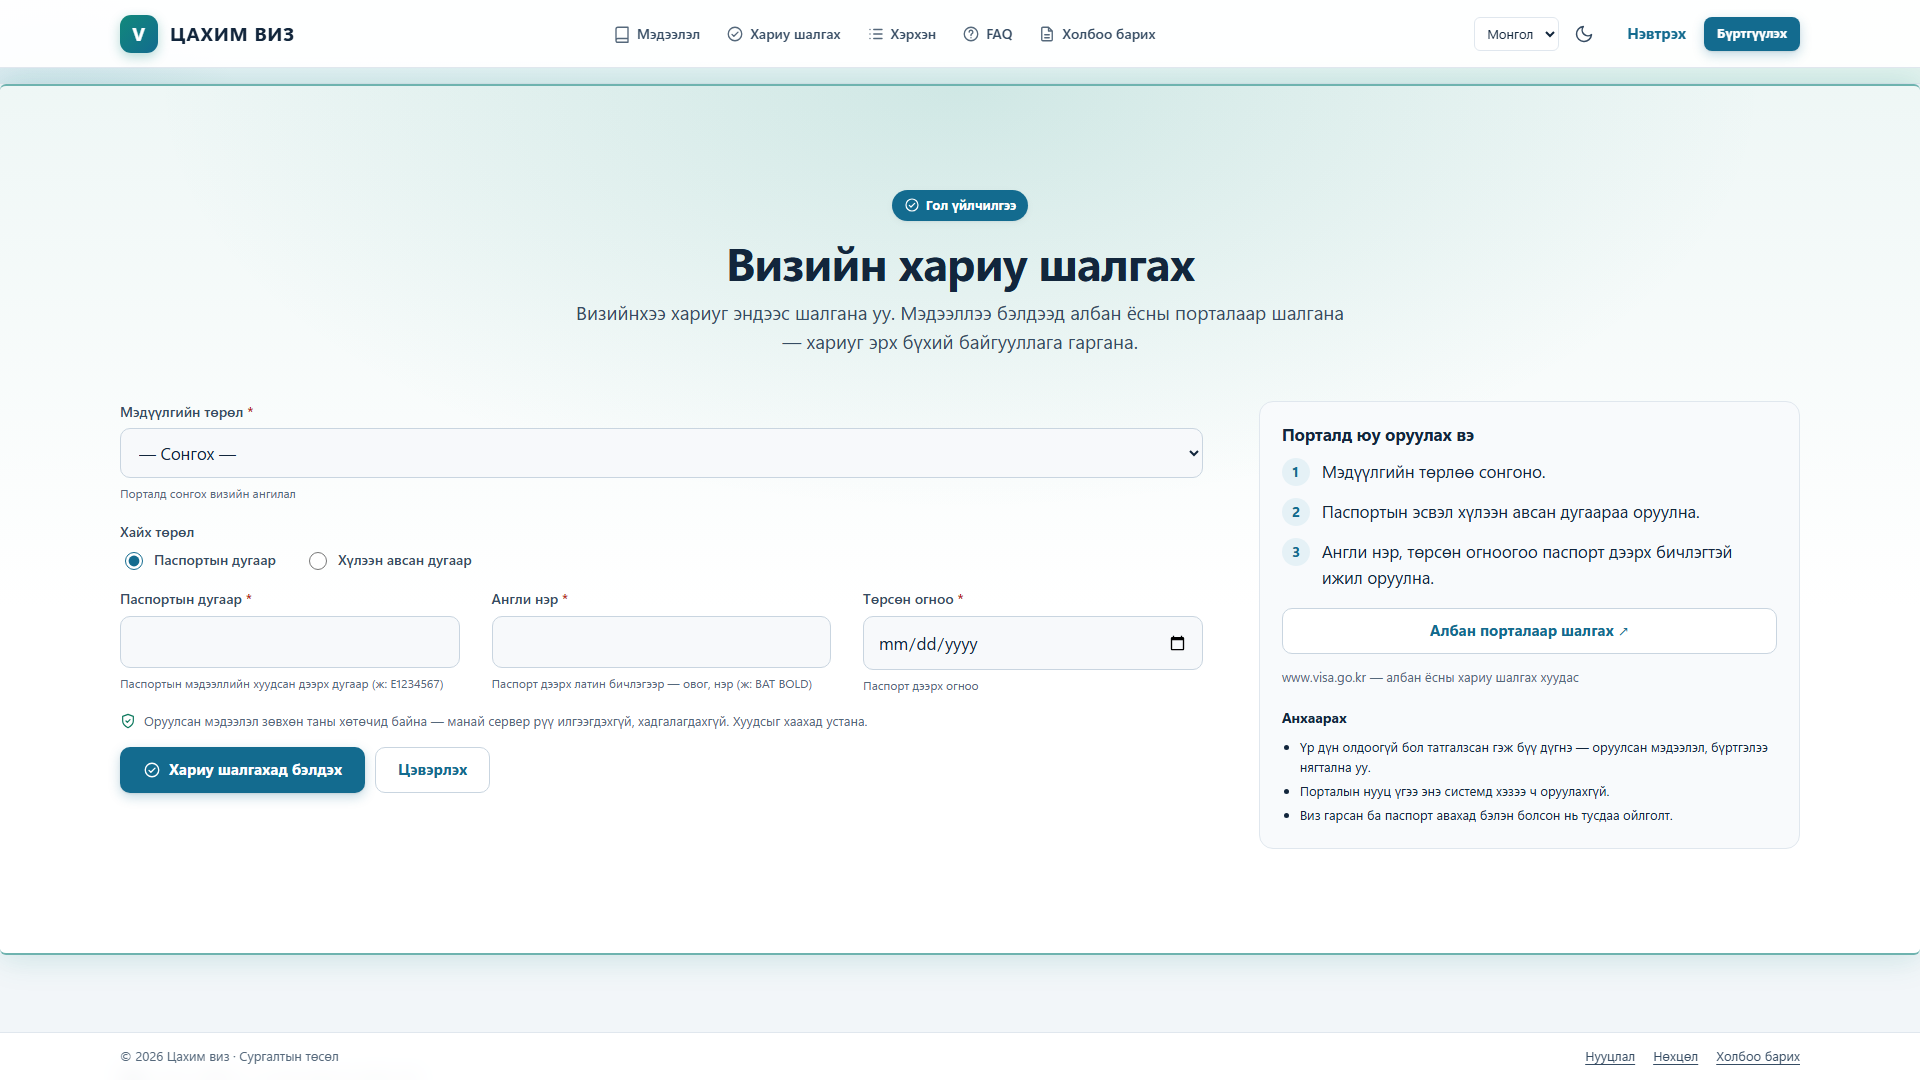 V ЦАХИМ ВИЗ
Мэдээлэл
Хариу шалгах
Хэрхэн
FAQ
Холбоо барих
Монгол
Нэвтрэх
Бүртгүүлэх
Гол үйлчилгээ
Визийн хариу шалгах
Визийнхээ хариуг эндээс шалгана уу. Мэдээллээ бэлдээд албан ёсны порталаар шалгана
— хариуг эрх бүхий байгууллага гаргана.
Мэдүүлгийн төрөл *
— Сонгох —
Порталд сонгох визийн ангилал
Хайх төрөл
Паспортын дугаар
Хүлээн авсан дугаар
Паспортын дугаар *
Англи нэр *
Төрсөн огноо *
mm/dd/yyyy
Паспортын мэдээллийн хуудсан дээрх дугаар (ж: E1234567)
Паспорт дээрх латин бичлэгээр — овог, нэр (ж: BAT BOLD)
Паспорт дээрх огноо
Оруулсан мэдээлэл зөвхөн таны хөтөчид байна — манай сервер рүү илгээгдэхгүй, хадгалагдахгүй. Хуудсыг хаахад устана.
Хариу шалгахад бэлдэх
Цэвэрлэх
Порталд юу оруулах вэ
1 Мэдүүлгийн төрлөө сонгоно.
2 Паспортын эсвэл хүлээн авсан дугаараа оруулна.
3 Англи нэр, төрсөн огноогоо паспорт дээрх бичлэгтэй
ижил оруулна.
Албан порталаар шалгах ↗
www.visa.go.kr — албан ёсны хариу шалгах хуудас
Анхаарах
• Үр дүн олдоогүй бол татгалзсан гэж бүү дүгнэ — оруулсан мэдээлэл, бүртгэлээ
нягтална уу.
• Порталын нууц үгээ энэ системд хэзээ ч оруулахгүй.
• Виз гарсан ба паспорт авахад бэлэн болсон нь тусдаа ойлголт.
© 2026 Цахим виз · Сургалтын төсөл
Нууцлал
Нөхцөл
Холбоо барих